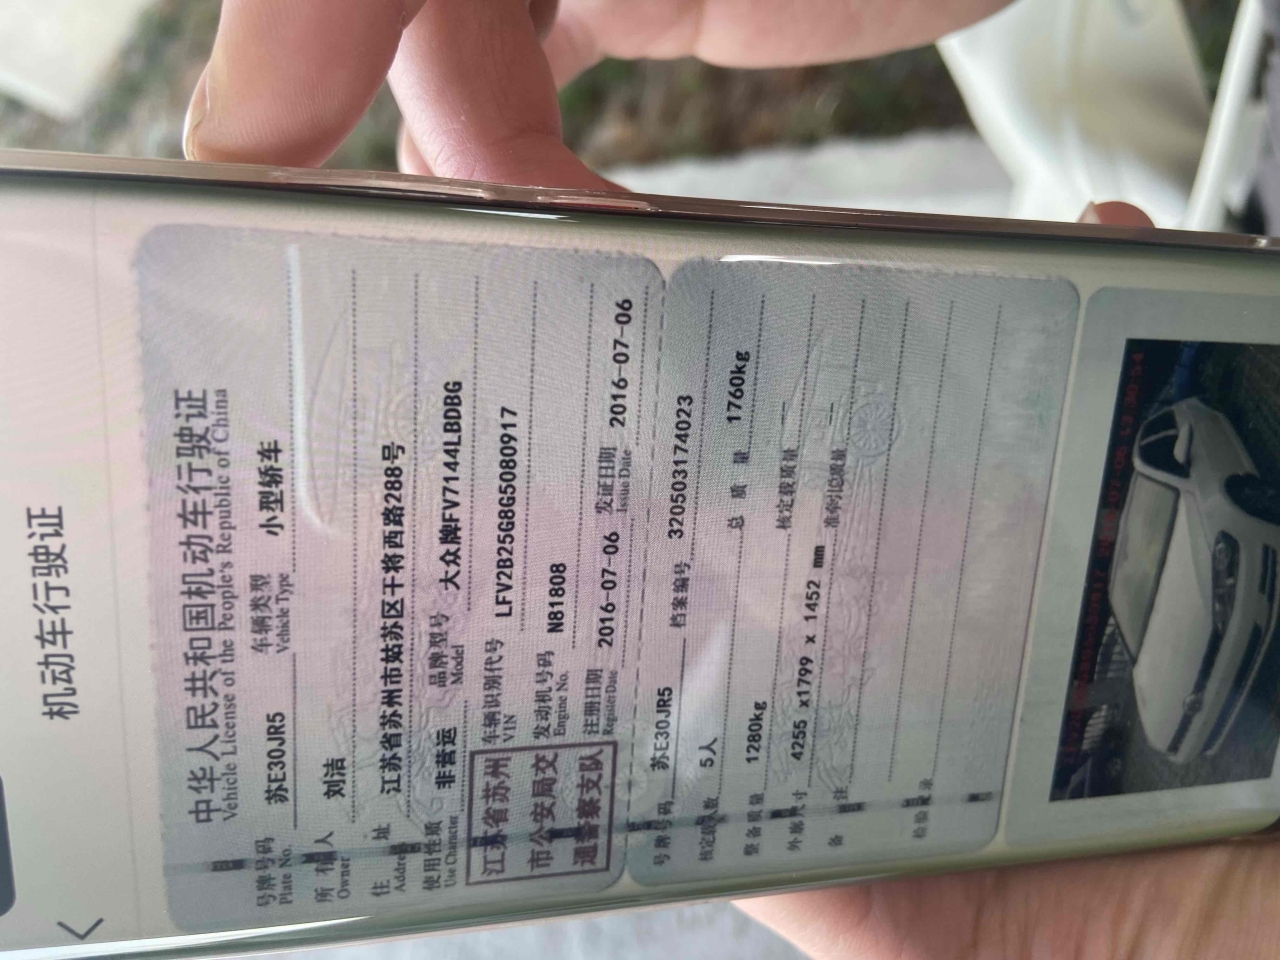 机动车行驶证
中华人民共和国机动车行驶证
Vehicle License of the People's Republic of China
号牌号码 苏E30JR5 车辆类型 小型轿车
Plate No. Vehicle Type
所有人 刘洁
Owner
住址 江苏省苏州市姑苏区干将西路288号
Address
使用性质 非营运 品牌型号 大众牌FV7144LBDBG
Use Character Model
江苏省苏州市公安局交通警察支队
车辆识别代号 LFV2B25G8G5080917
VIN
发动机号码 N81808
Engine No.
注册日期 2016-07-06 发证日期 2016-07-06
Register Date Issue Date
号牌号码 苏E30JR5 档案编号 320503174023
核定载人数 5人 总质量 1760kg
整备质量 1280kg 核定载质量 --
外廓尺寸 4255 x1799 x 1452 mm 准牵引总质量 --
备注
检验记录